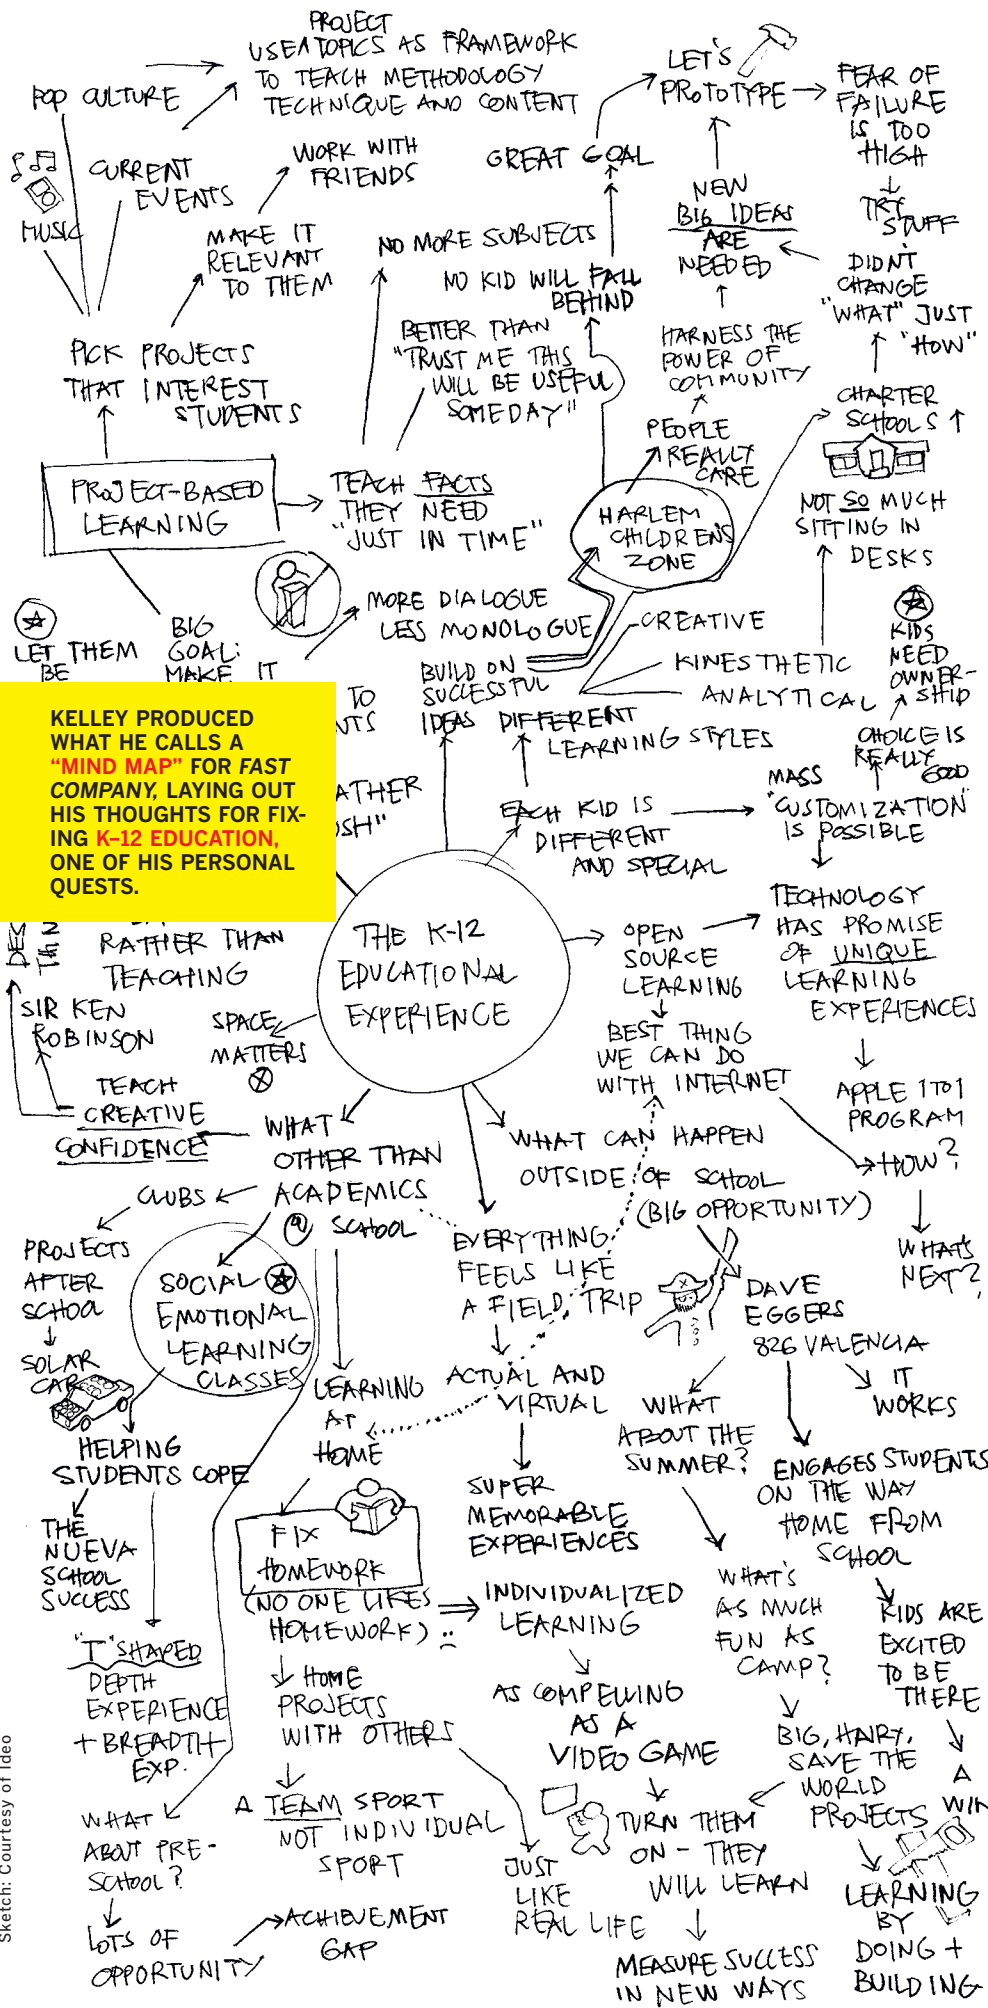 PROJECT
USE TOPICS AS FRAMEWORK
TO TEACH METHODOLOGY
TECHNIQUE AND CONTENT
POP CULTURE
CURRENT
EVENTS
MUSIC
WORK WITH
FRIENDS
MAKE IT
RELEVANT
TO THEM
PICK PROJECTS
THAT INTEREST
STUDENTS
PROJECT-BASED
LEARNING
NO MORE SUBJECTS
BETTER THAN
"TRUST ME THIS
WILL BE USEFUL
SOMEDAY"
TEACH FACTS
THEY NEED
"JUST IN TIME"
GREAT GOAL
NO KID WILL FALL
BEHIND
LET'S
PROTOTYPE
FEAR OF
FAILURE
IS TOO
HIGH
TRY
STUFF
NEW
BIG IDEAS
ARE
NEEDED
DIDN'T
CHANGE
"WHAT" JUST
"HOW"
HARNESS THE
POWER OF
COMMUNITY
PEOPLE
REALLY
CARE
CHARTER
SCHOOLS
NOT SO MUCH
SITTING IN
DESKS
HARLEM
CHILDRENS
ZONE
MORE DIALOGUE
LESS MONOLOGUE
LET THEM
BE
BIG
GOAL:
MAKE IT
TO
NTS
ATHER
SH"
BUILD ON
SUCCESSFUL
IDEAS
CREATIVE
KINESTHETIC
ANALYTICAL
DIFFERENT
LEARNING STYLES
KIDS
NEED
OWNER-
SHIP
CHOICE IS
REALLY
GOOD
MASS
"CUSTOMIZATION"
IS POSSIBLE
EACH KID IS
DIFFERENT
AND SPECIAL
KELLEY PRODUCED
WHAT HE CALLS A
“MIND MAP” FOR FAST
COMPANY, LAYING OUT
HIS THOUGHTS FOR FIX-
ING K–12 EDUCATION,
ONE OF HIS PERSONAL
QUESTS.
THE K-12
EDUCATIONAL
EXPERIENCE
OPEN
SOURCE
LEARNING
TECHNOLOGY
HAS PROMISE
OF UNIQUE
LEARNING
EXPERIENCES
BEST THING
WE CAN DO
WITH INTERNET
APPLE 1 TO 1
PROGRAM
HOW?
WHAT'S
NEXT?
RATHER THAN
TEACHING
SIR KEN
ROBINSON
SPACE
MATTERS
TEACH
CREATIVE
CONFIDENCE
WHAT
OTHER THAN
ACADEMICS
@ SCHOOL
CLUBS
PROJECTS
AFTER
SCHOOL
SOLAR
CAR
SOCIAL
EMOTIONAL
LEARNING
CLASSES
HELPING
STUDENTS COPE
THE
NUEVA
SCHOOL
SUCCESS
"T" SHAPED
DEPTH
EXPERIENCE
+ BREADTH
EXP.
WHAT
ABOUT PRE-
SCHOOL?
LOTS OF
OPPORTUNITY
ACHIEVEMENT
GAP
LEARNING
AT
HOME
FIX
HOMEWORK
(NO ONE LIKES
HOMEWORK)
HOME
PROJECTS
WITH OTHERS
A TEAM SPORT
NOT INDIVIDUAL
SPORT
JUST
LIKE
REAL LIFE
WHAT CAN HAPPEN
OUTSIDE OF SCHOOL
(BIG OPPORTUNITY)
EVERYTHING
FEELS LIKE
A FIELD TRIP
ACTUAL AND
VIRTUAL
SUPER
MEMORABLE
EXPERIENCES
INDIVIDUALIZED
LEARNING
AS COMPELLING
AS A
VIDEO GAME
TURN THEM
ON - THEY
WILL LEARN
MEASURE SUCCESS
IN NEW WAYS
DAVE
EGGERS
826 VALENCIA
IT
WORKS
WHAT
ABOUT THE
SUMMER?
ENGAGES STUDENTS
ON THE WAY
HOME FROM
SCHOOL
WHAT'S
AS MUCH
FUN AS
CAMP?
KIDS ARE
EXCITED
TO BE
THERE
A
WIN
BIG, HAIRY,
SAVE THE
WORLD
PROJECTS
LEARNING
BY
DOING +
BUILDING
Sketch: Courtesy of Ideo